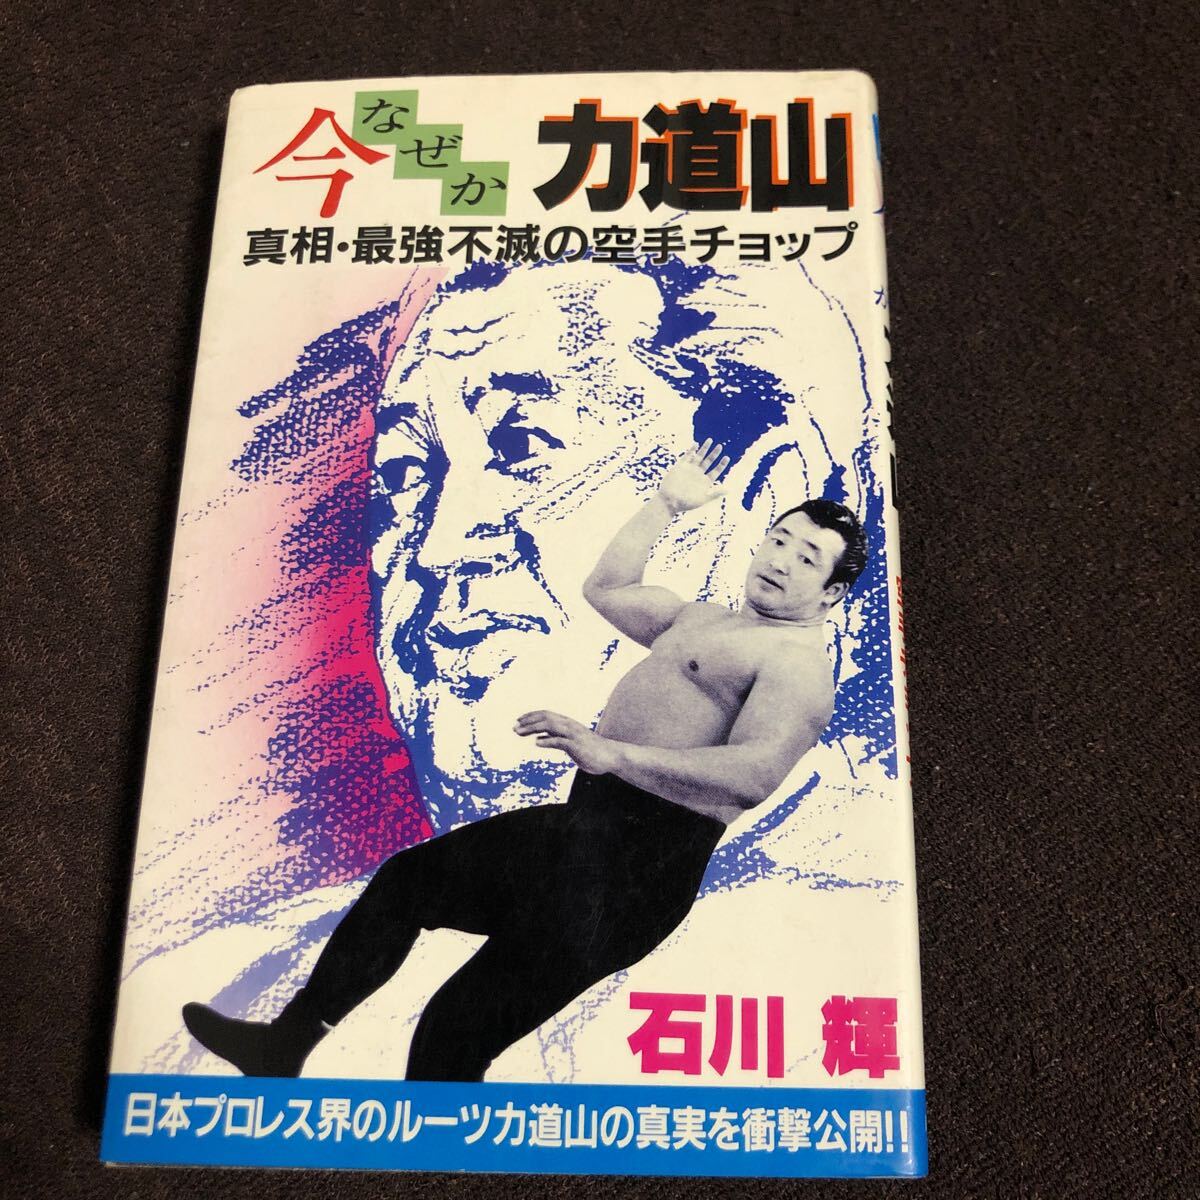 今なぜか 力道山
真相・最強不滅の空手チョップ
石川 輝
日本プロレス界のルーツ力道山の真実を衝撃公開!!